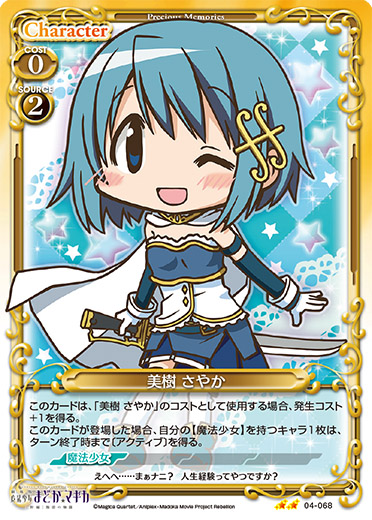 Precious Memories
Character
COST
0
SOURCE
2
美樹 さやか
このカードは、「美樹 さやか」のコストとして使用する場合、発生コスト
+1を得る。
このカードが登場した場合、自分の【魔法少女】を持つキャラ1枚は、
ターン終了時まで【アクティブ】を得る。
魔法少女
えへへ……まぁナニ? 人生経験ってやつですか?
まどか☆マギカ
©Magica Quartet/Aniplex・Madoka Movie Project Rebellion
04-068